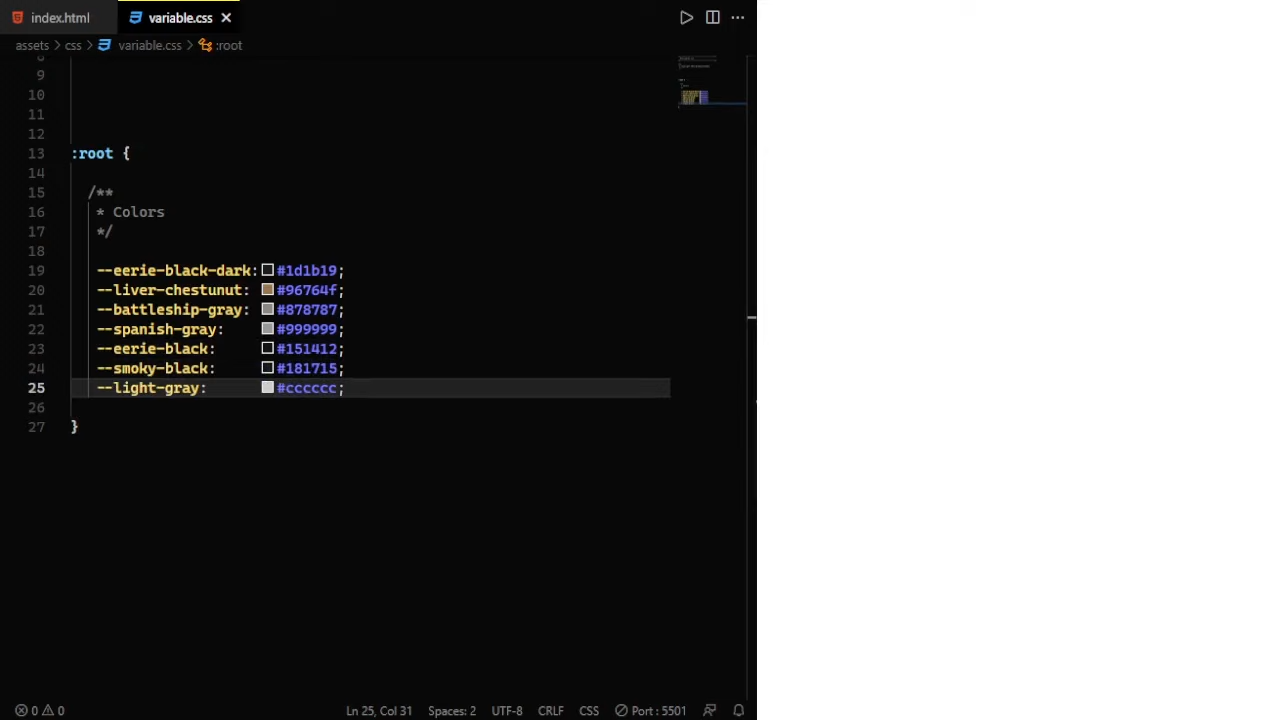 index.html variable.css
assets > css > variable.css > :root
8
9
10
11
12
13 :root {
14
15 /**
16 * Colors
17 */
18
19 --eerie-black-dark: #1d1b19;
20 --liver-chestunut: #96764f;
21 --battleship-gray: #878787;
22 --spanish-gray: #999999;
23 --eerie-black: #151412;
24 --smoky-black: #181715;
25 --light-gray: #cccccc;
26
27 }
0 0 Ln 25, Col 31 Spaces: 2 UTF-8 CRLF CSS Port : 5501